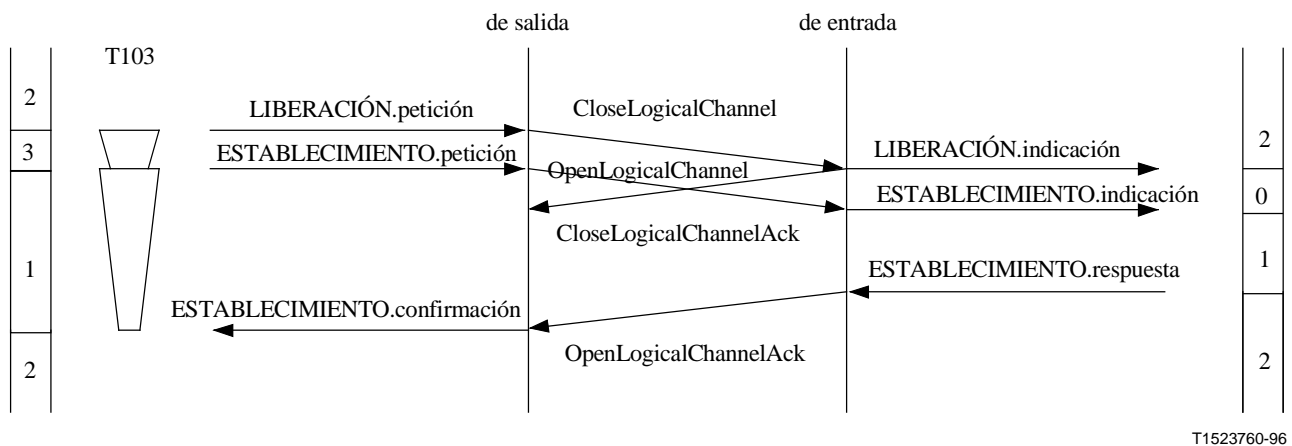 de salida
de entrada
T103
2
LIBERACIÓN.petición
CloseLogicalChannel
3
ESTABLECIMIENTO.petición
LIBERACIÓN.indicación
2
OpenLogicalChannel
ESTABLECIMIENTO.indicación
0
CloseLogicalChannelAck
1
ESTABLECIMIENTO.respuesta
1
ESTABLECIMIENTO.confirmación
OpenLogicalChannelAck
2
2
T1523760-96